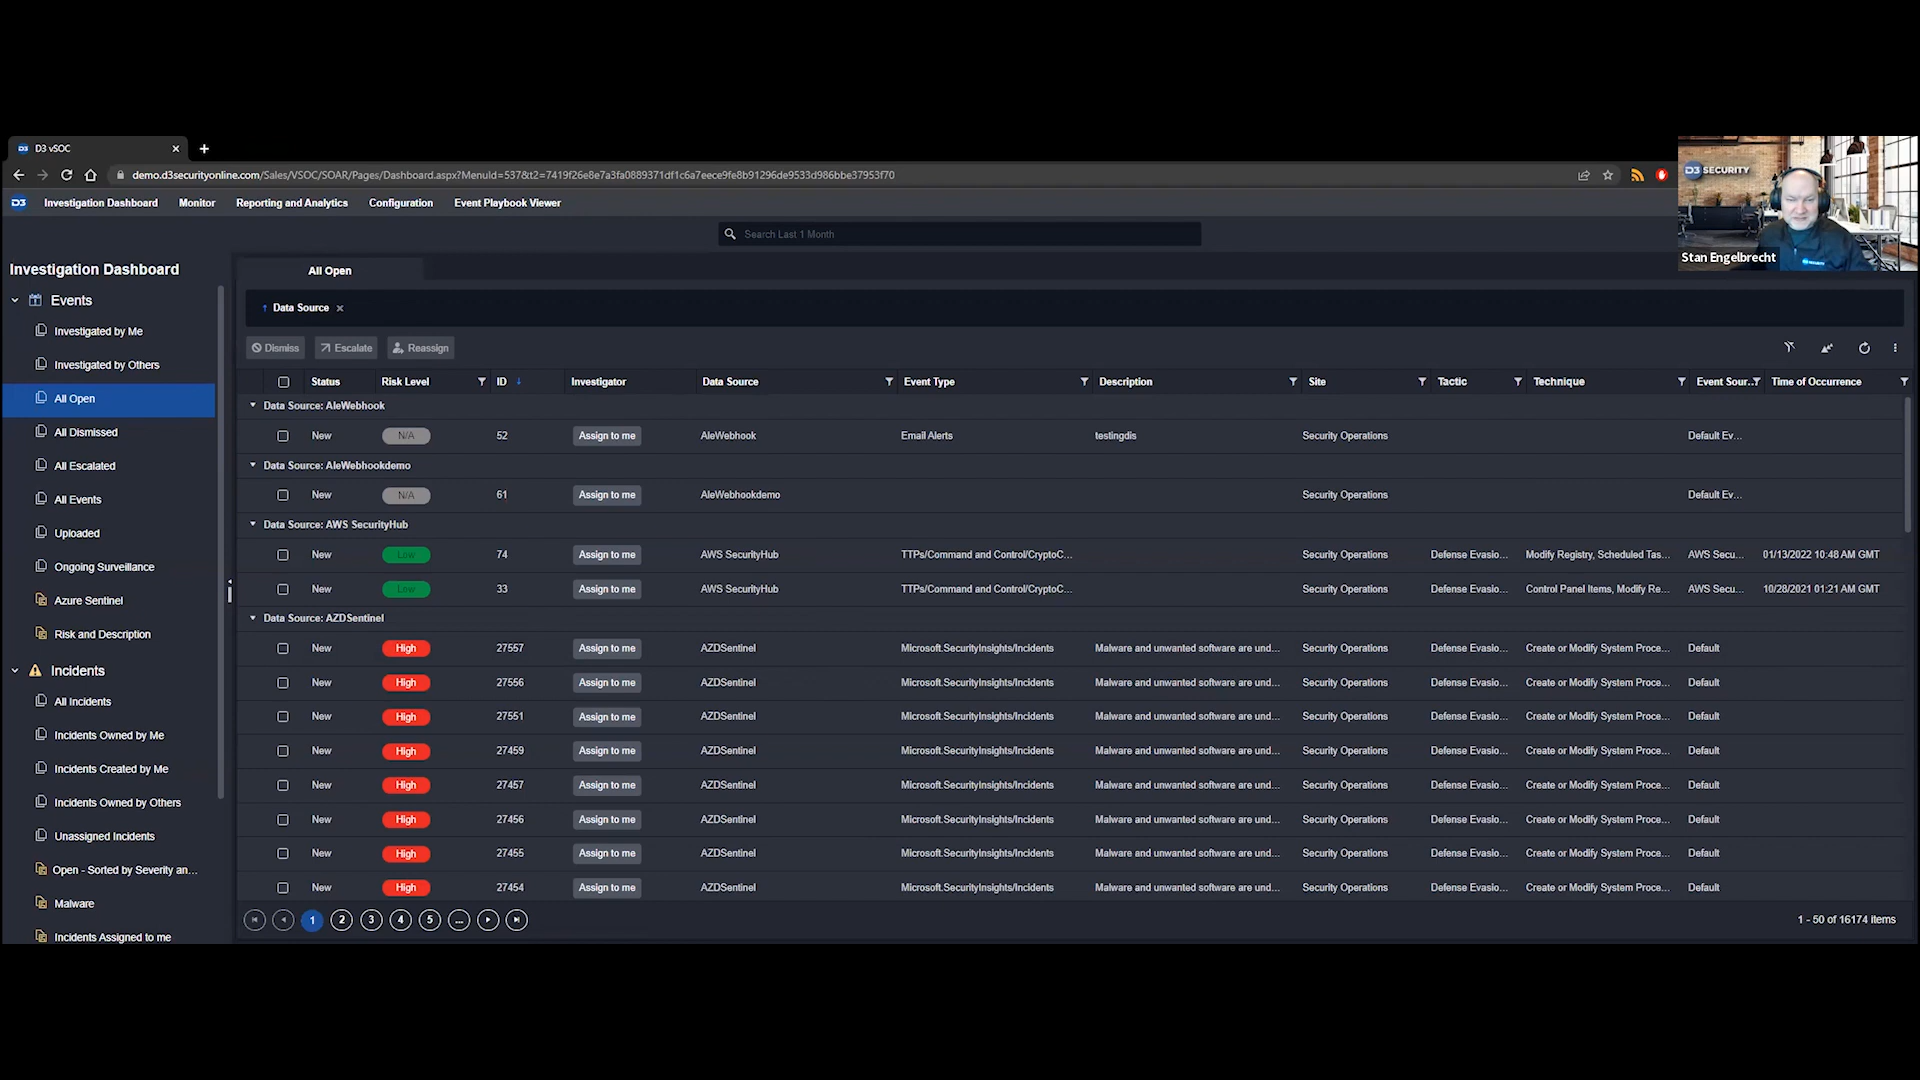 D3 D3 vSOC
demo.d3securityonline.com/Sales/VSOC/SOAR/Pages/Dashboard.aspx?MenuId=537&t2=7419f26e8e7a3fa0889371df1c6a7eece9fe8b91296de9533d986bbe37953f70
D3 Investigation Dashboard Monitor Reporting and Analytics Configuration Event Playbook Viewer
D3 SECURITY
Stan Engelbrecht
Search Last 1 Month
Investigation Dashboard
Events
Investigated by Me
Investigated by Others
All Open
All Dismissed
All Escalated
All Events
Uploaded
Ongoing Surveillance
Azure Sentinel
Risk and Description
Incidents
All Incidents
Incidents Owned by Me
Incidents Created by Me
Incidents Owned by Others
Unassigned Incidents
Open - Sorted by Severity an...
Malware
Incidents Assigned to me
All Open
↑ Data Source ×
Dismiss Escalate Reassign
Status Risk Level ID ↓ Investigator Data Source Event Type Description Site Tactic Technique Event Sour... Time of Occurrence
Data Source: AleWebhook
New N/A 52 Assign to me AleWebhook Email Alerts testingdis Security Operations Default Ev...
Data Source: AleWebhookdemo
New N/A 61 Assign to me AleWebhookdemo Security Operations Default Ev...
Data Source: AWS SecurityHub
New Low 74 Assign to me AWS SecurityHub TTPs/Command and Control/CryptoC... Security Operations Defense Evasio... Modify Registry, Scheduled Tas... AWS Secu... 01/13/2022 10:48 AM GMT
New Low 33 Assign to me AWS SecurityHub TTPs/Command and Control/CryptoC... Security Operations Defense Evasio... Control Panel Items, Modify Re... AWS Secu... 10/28/2021 01:21 AM GMT
Data Source: AZDSentinel
New High 27557 Assign to me AZDSentinel Microsoft.SecurityInsights/Incidents Malware and unwanted software are und... Security Operations Defense Evasio... Create or Modify System Proce... Default
New High 27556 Assign to me AZDSentinel Microsoft.SecurityInsights/Incidents Malware and unwanted software are und... Security Operations Defense Evasio... Create or Modify System Proce... Default
New High 27551 Assign to me AZDSentinel Microsoft.SecurityInsights/Incidents Malware and unwanted software are und... Security Operations Defense Evasio... Create or Modify System Proce... Default
New High 27459 Assign to me AZDSentinel Microsoft.SecurityInsights/Incidents Malware and unwanted software are und... Security Operations Defense Evasio... Create or Modify System Proce... Default
New High 27457 Assign to me AZDSentinel Microsoft.SecurityInsights/Incidents Malware and unwanted software are und... Security Operations Defense Evasio... Create or Modify System Proce... Default
New High 27456 Assign to me AZDSentinel Microsoft.SecurityInsights/Incidents Malware and unwanted software are und... Security Operations Defense Evasio... Create or Modify System Proce... Default
New High 27455 Assign to me AZDSentinel Microsoft.SecurityInsights/Incidents Malware and unwanted software are und... Security Operations Defense Evasio... Create or Modify System Proce... Default
New High 27454 Assign to me AZDSentinel Microsoft.SecurityInsights/Incidents Malware and unwanted software are und... Security Operations Defense Evasio... Create or Modify System Proce... Default
1 2 3 4 5 ... 1 - 50 of 16174 items